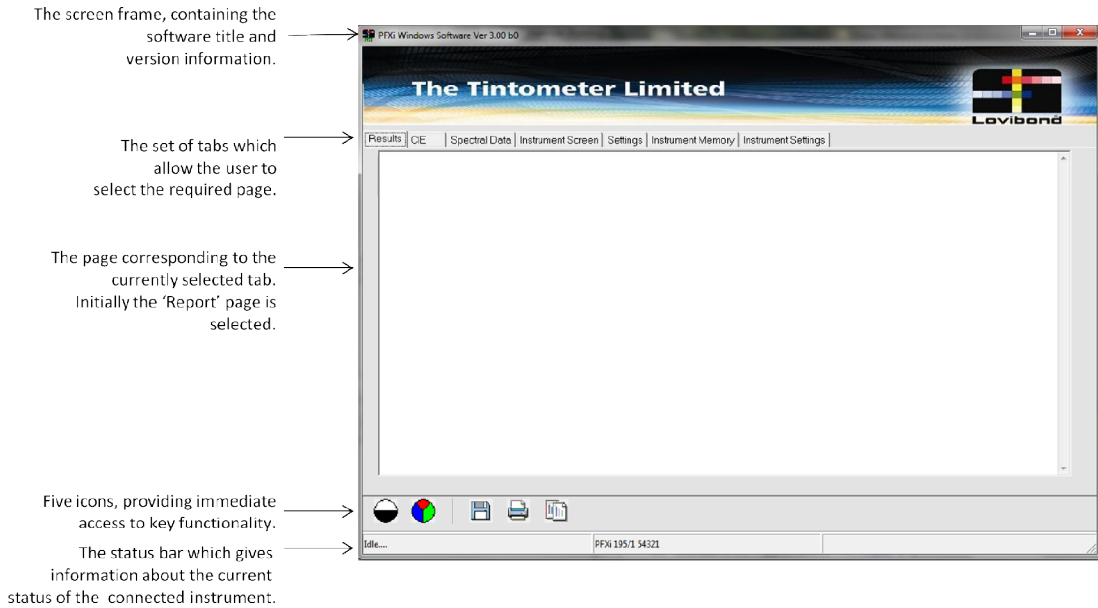 The screen frame, containing the
software title and
version information.
PFXi Windows Software Ver 3.00 b0
The Tintometer Limited
Lovibond
The set of tabs which
allow the user to
select the required page.
Results CIE Spectral Data Instrument Screen Settings Instrument Memory Instrument Settings
The page corresponding to the
currently selected tab.
Initially the ‘Report’ page is
selected.
Five icons, providing immediate
access to key functionality.
The status bar which gives
information about the current
status of the connected instrument.
Idle....
PFXi 195/1 54321